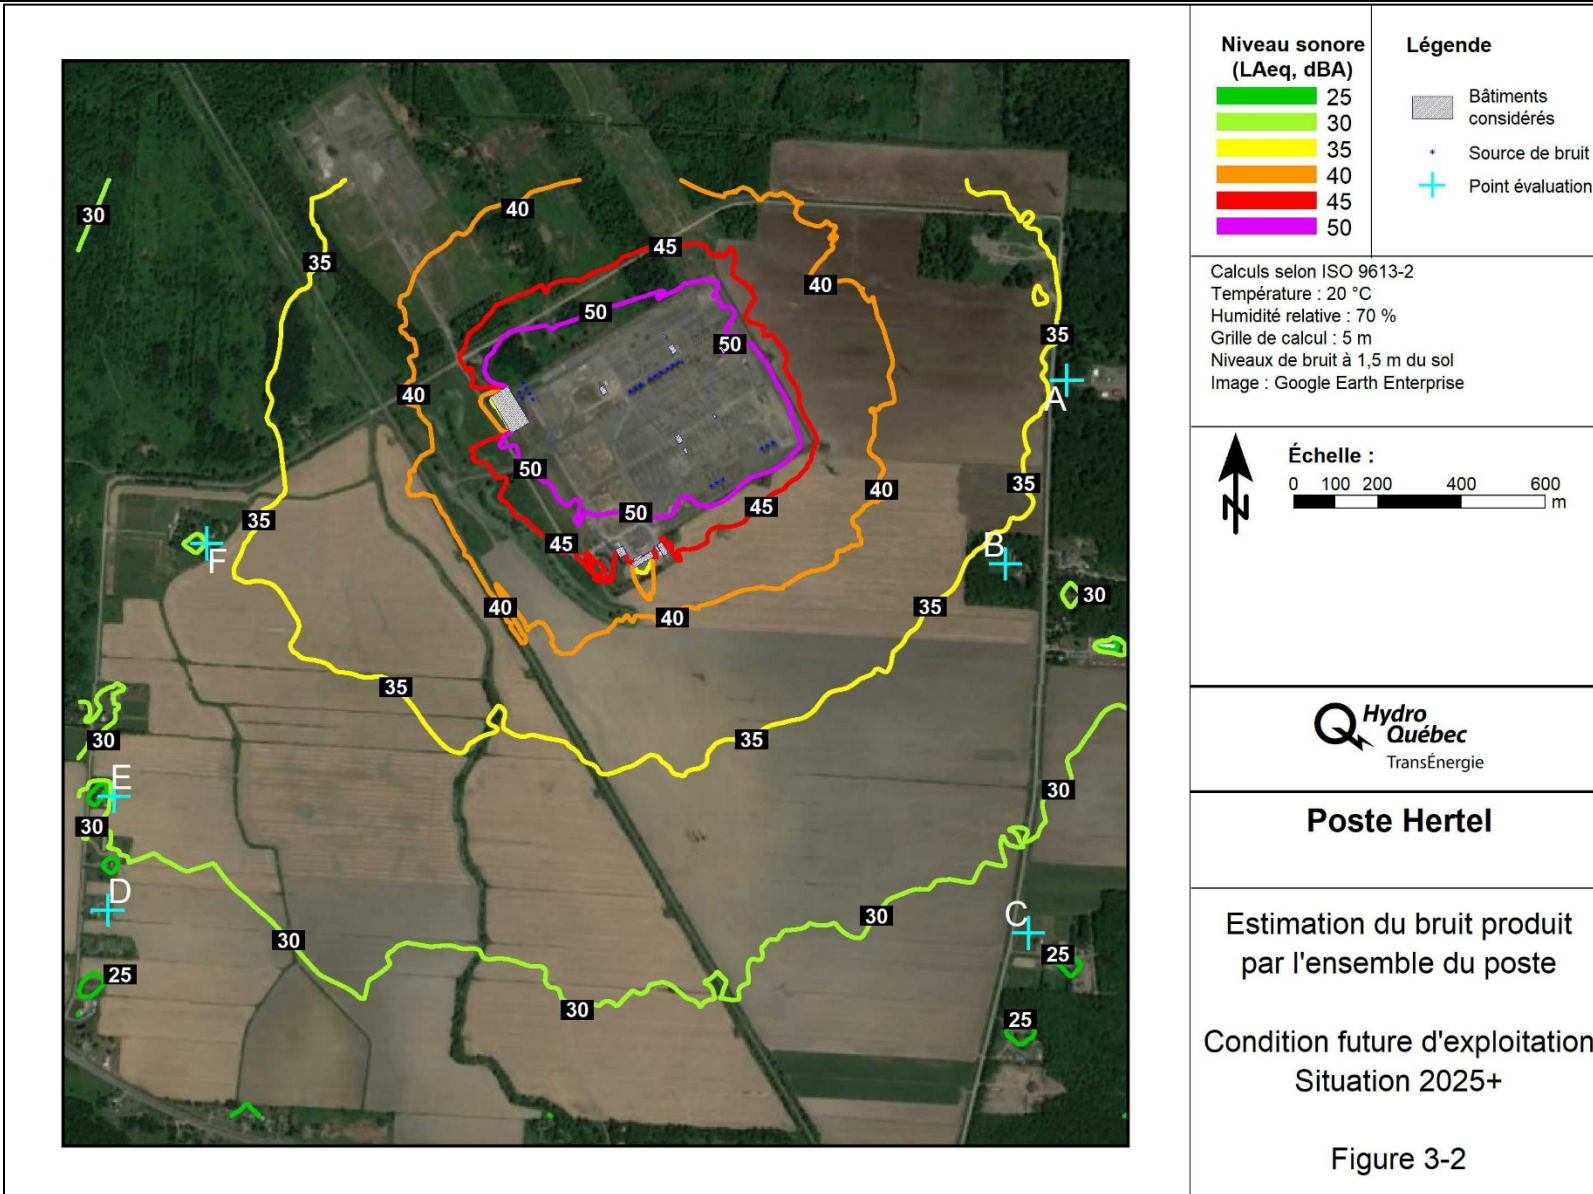 30
35
40
45
50
40
35
40
50
50
35
A
35
F
50
45
50
45
40
35
B
40
40
35
30
35
35
30
E
30
30
D
30
30
C
25
25
30
25
Niveau sonore
(LAeq, dBA)
25
30
35
40
45
50
Légende
Bâtiments
considérés
Source de bruit
Point évaluation
Calculs selon ISO 9613-2
Température : 20 °C
Humidité relative : 70 %
Grille de calcul : 5 m
Niveaux de bruit à 1,5 m du sol
Image : Google Earth Enterprise
N
Échelle :
0 100 200 400 600
m
Hydro
Québec
TransÉnergie
Poste Hertel
Estimation du bruit produit
par l'ensemble du poste
Condition future d'exploitation
Situation 2025+
Figure 3-2